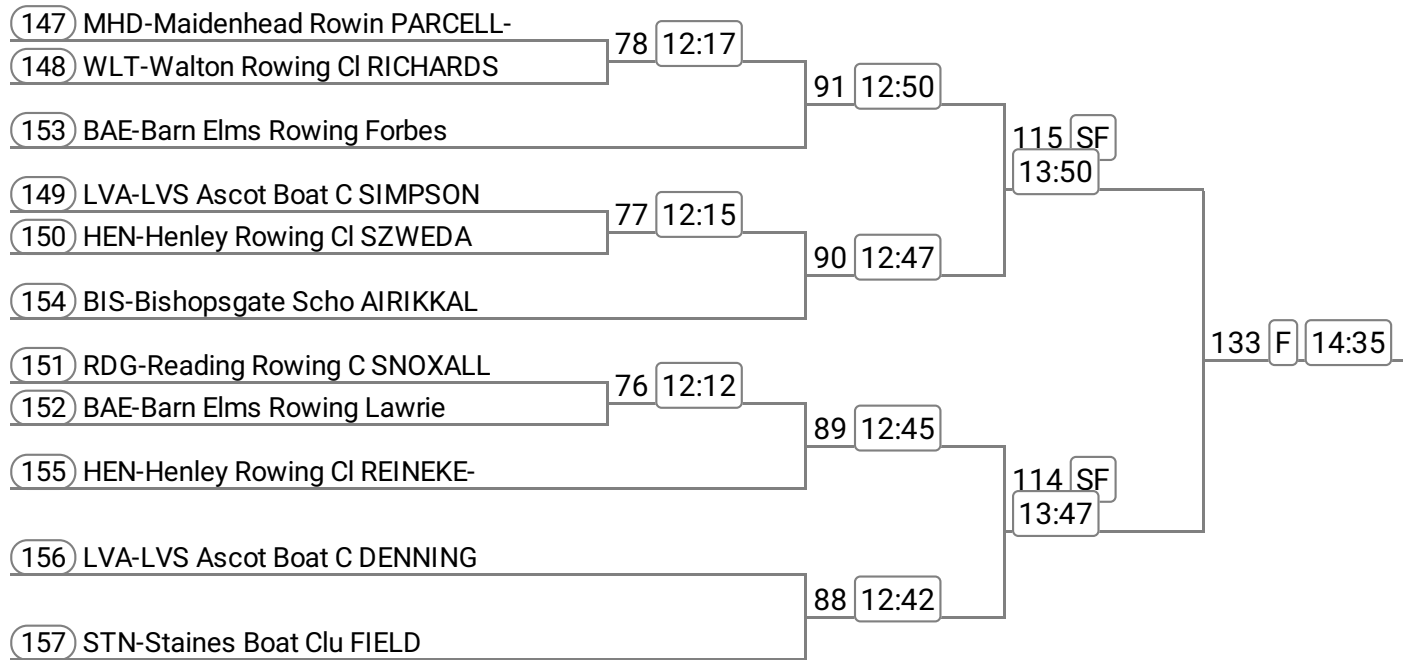 147 MHD-Maidenhead Rowin PARCELL-
78 12:17
148 WLT-Walton Rowing Cl RICHARDS
91 12:50
153 BAE-Barn Elms Rowing Forbes
115 SF
13:50
149 LVA-LVS Ascot Boat C SIMPSON
77 12:15
150 HEN-Henley Rowing Cl SZWEDA
90 12:47
154 BIS-Bishopsgate Scho AIRIKKAL
133 F 14:35
151 RDG-Reading Rowing C SNOXALL
76 12:12
152 BAE-Barn Elms Rowing Lawrie
89 12:45
155 HEN-Henley Rowing Cl REINEKE-
114 SF
13:47
156 LVA-LVS Ascot Boat C DENNING
88 12:42
157 STN-Staines Boat Clu FIELD